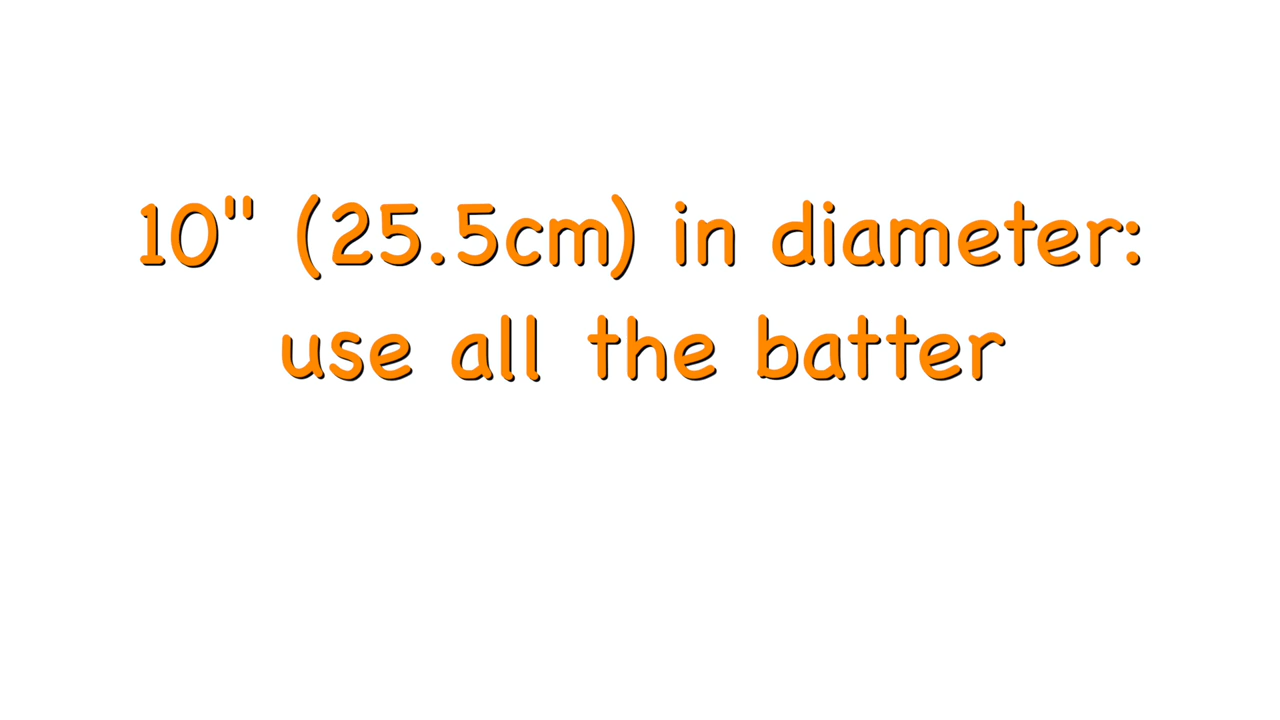 10" (25.5cm) in diameter:
use all the batter